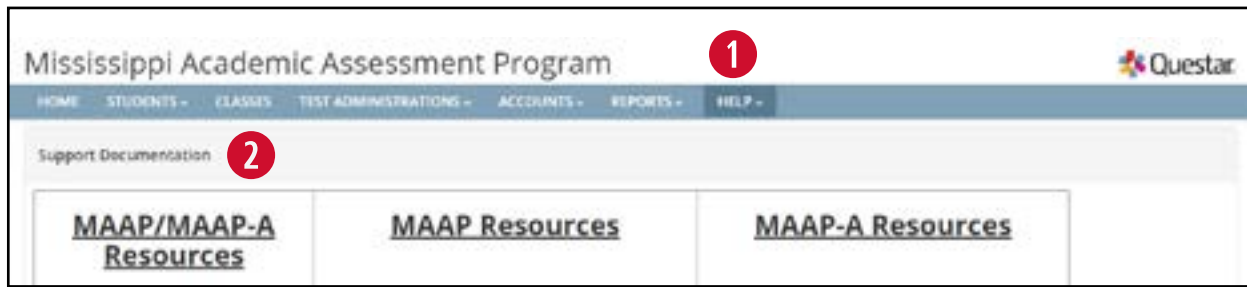 Mississippi Academic Assessment Program
1
Questar
HOME STUDENTS CLASSES TEST ADMINISTRATIONS ACCOUNTS REPORTS HELP
Support Documentation
2
MAAP/MAAP-A Resources
MAAP Resources
MAAP-A Resources